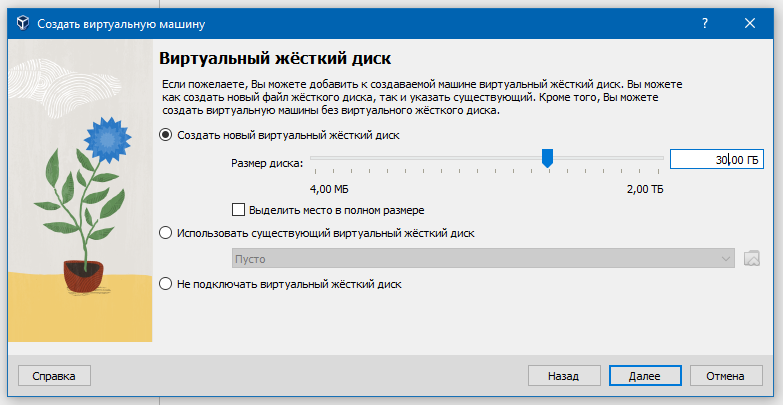 Создать виртуальную машину
?
Виртуальный жёсткий диск
Если пожелаете, Вы можете добавить к создаваемой машине виртуальный жёсткий диск. Вы можете
как создать новый файл жёсткого диска, так и указать существующий. Кроме того, Вы можете
создать виртуальную машины без виртуального жёсткого диска.
Создать новый виртуальный жёсткий диск
Размер диска:
30,00 ГБ
4,00 МБ
2,00 ТБ
Выделить место в полном размере
Использовать существующий виртуальный жёсткий диск
Пусто
Не подключать виртуальный жёсткий диск
Справка
Назад
Далее
Отмена